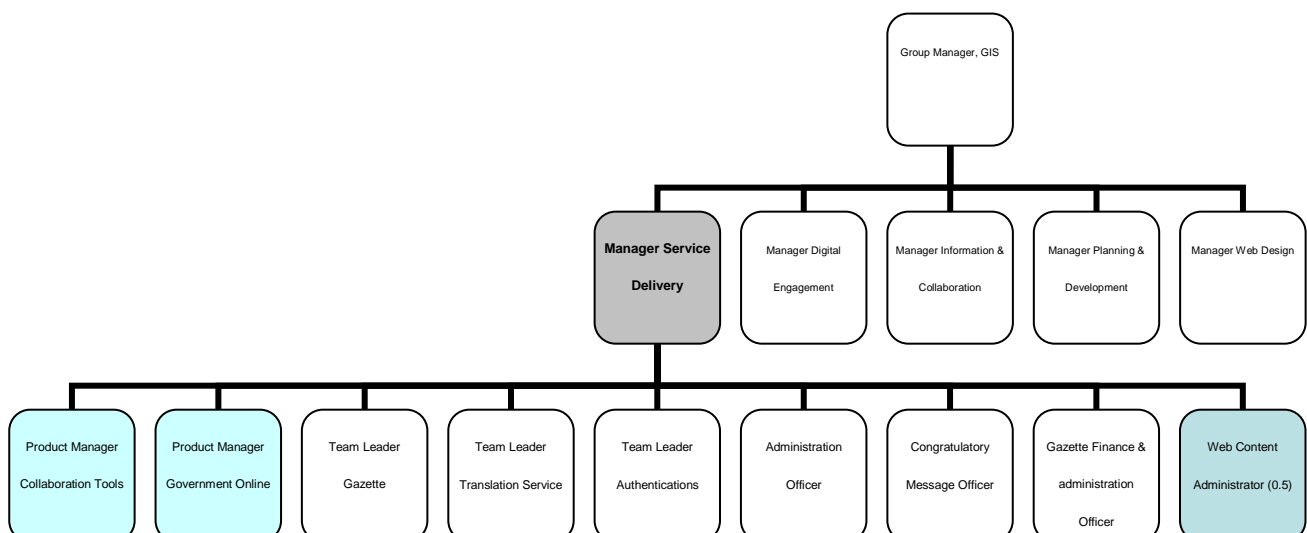 Group Manager, GIS
Manager Service
Delivery
Manager Digital
Engagement
Manager Information &
Collaboration
Manager Planning &
Development
Manager Web Design
Product Manager
Collaboration Tools
Product Manager
Government Online
Team Leader
Gazette
Team Leader
Translation Service
Team Leader
Authentications
Administration
Officer
Congratulatory
Message Officer
Gazette Finance &
administration
Officer
Web Content
Administrator (0.5)